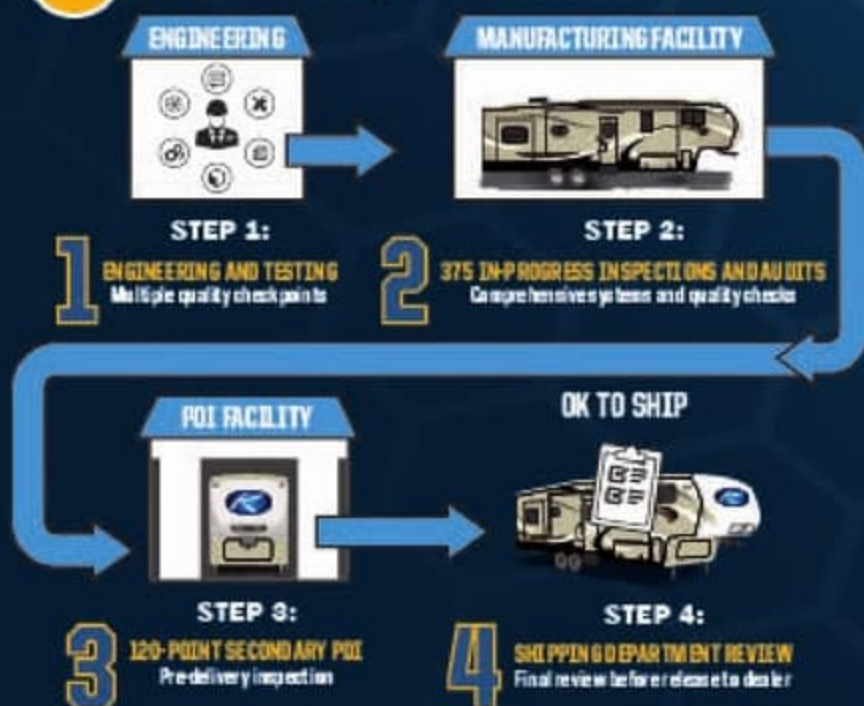 ENGINEERING
MANUFACTURING FACILITY
STEP 1:
1
ENGINEERING AND TESTING
Multiple quality checkpoints
STEP 2:
2
375 IN-PROGRESS INSPECTIONS AND AUDITS
Comprehensive systems and quality checks
PDI FACILITY
OK TO SHIP
STEP 3:
3
120-POINT SECONDARY PDI
Pre-delivery inspection
STEP 4:
4
SHIPPING DEPARTMENT REVIEW
Final review before release to dealer